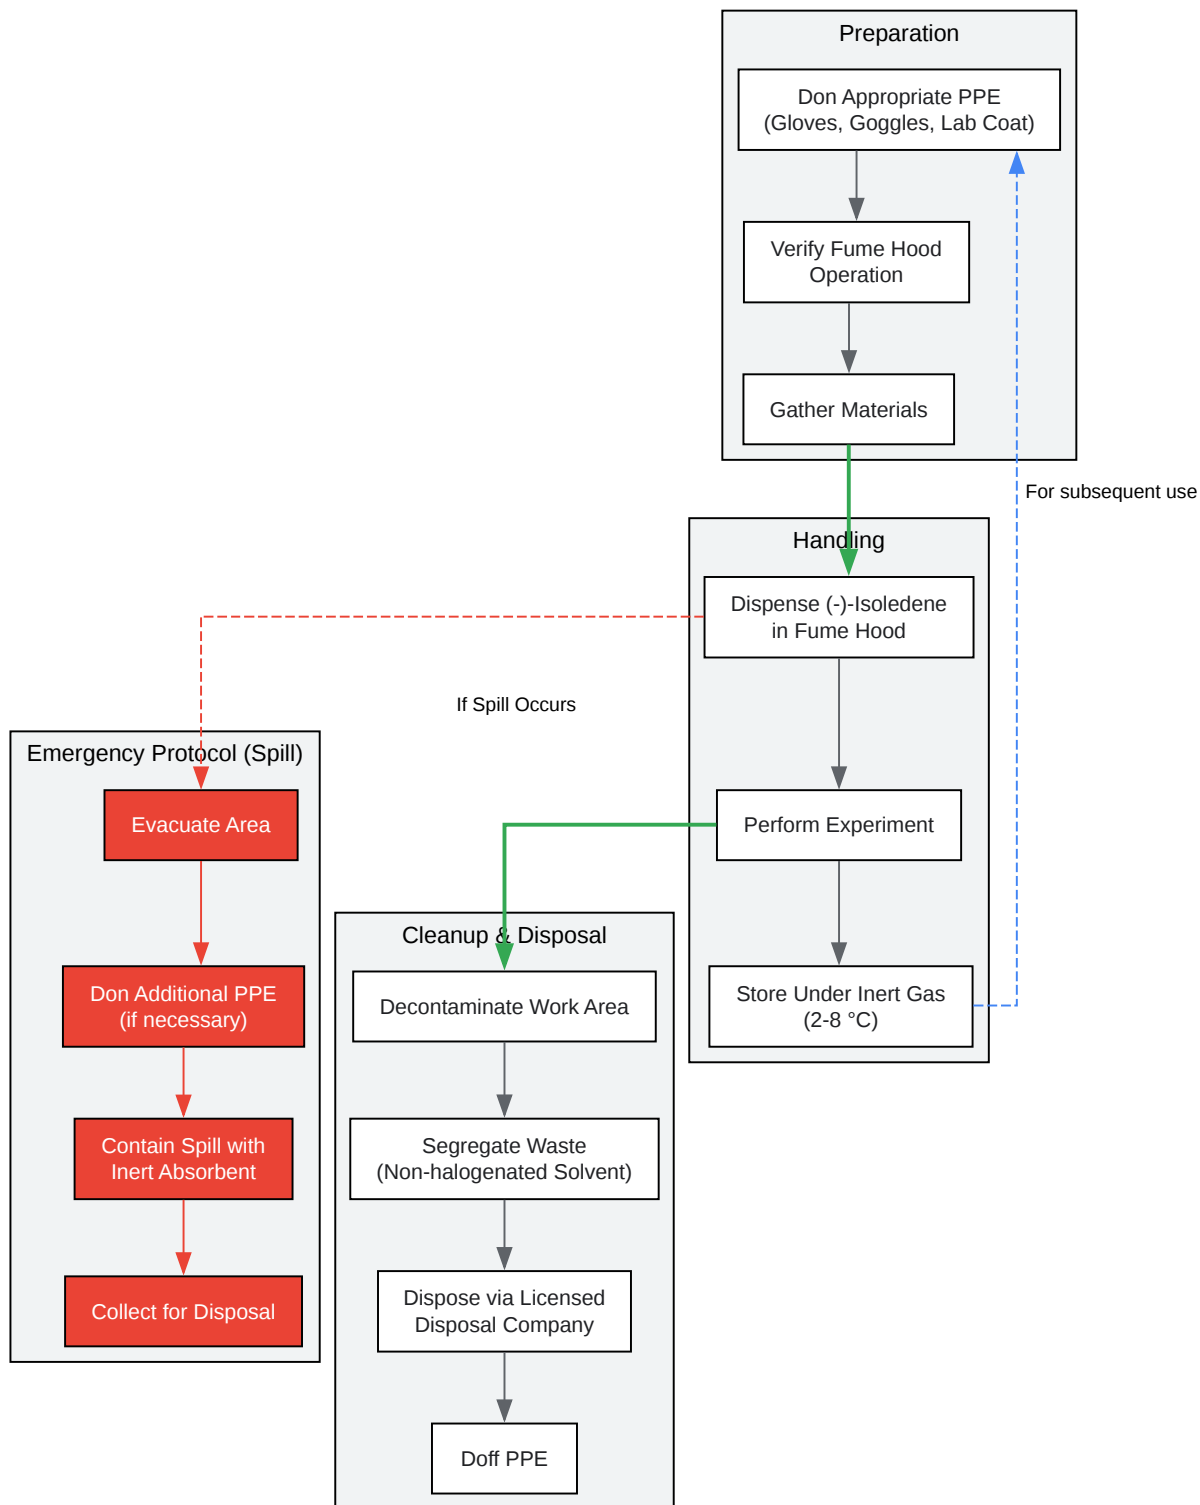 Preparation
Don Appropriate PPE
(Gloves, Goggles, Lab Coat)
Verify Fume Hood
Operation
Gather Materials
For subsequent use
Handling
Dispense (-)-Isoledene
in Fume Hood
If Spill Occurs
Emergency Protocol (Spill)
Evacuate Area
Perform Experiment
Cleanup & Disposal
Don Additional PPE
(if necessary)
Decontaminate Work Area
Store Under Inert Gas
(2-8 °C)
Contain Spill with
Inert Absorbent
Segregate Waste
(Non-halogenated Solvent)
Collect for Disposal
Dispose via Licensed
Disposal Company
Doff PPE